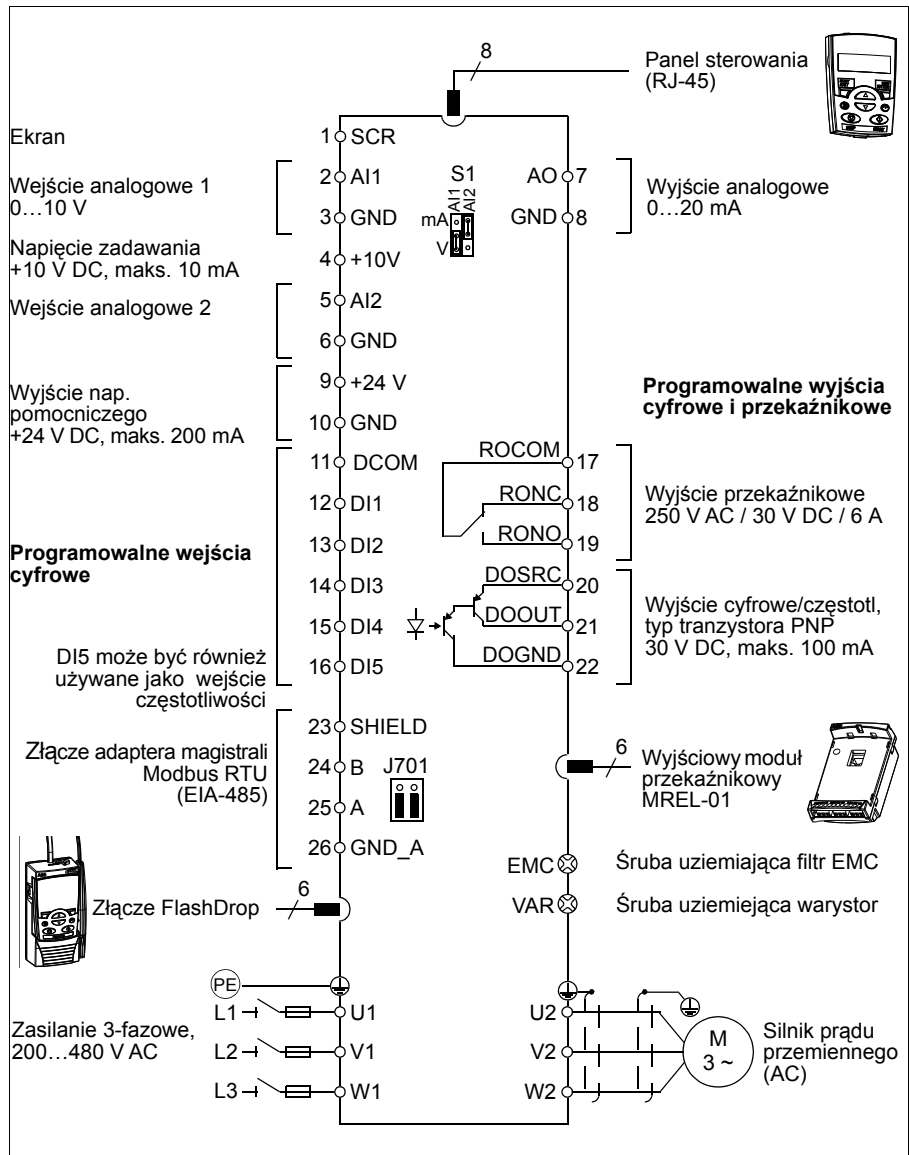 8
Panel sterowania
(RJ-45)
Ekran
1 SCR
Wejście analogowe 1
0…10 V
2 AI1
3 GND
S1
AI1
AI2
mA
V
AO 7
GND 8
Wyjście analogowe
0…20 mA
Napięcie zadawania
+10 V DC, maks. 10 mA
4 +10V
Wejście analogowe 2
5 AI2
6 GND
Wyjście nap.
pomocniczego
+24 V DC, maks. 200 mA
9 +24 V
10 GND
Programowalne wyjścia
cyfrowe i przekaźnikowe
11 DCOM
12 DI1
13 DI2
14 DI3
15 DI4
16 DI5
Programowalne wejścia
cyfrowe
DI5 może być również
używane jako wejście
częstotliwości
ROCOM 17
RONC 18
RONO 19
Wyjście przekaźnikowe
250 V AC / 30 V DC / 6 A
DOSRC 20
DOOUT 21
DOGND 22
Wyjście cyfrowe/częstotl,
typ tranzystora PNP
30 V DC, maks. 100 mA
23 SHIELD
24 B
25 A
26 GND_A
J701
Złącze adaptera magistrali
Modbus RTU
(EIA-485)
6
Wyjściowy moduł
przekaźnikowy
MREL-01
EMC
Śruba uziemiająca filtr EMC
VAR
Śruba uziemiejąca warystor
Złącze FlashDrop
6
PE
Zasilanie 3-fazowe,
200…480 V AC
L1
L2
L3
U1
V1
W1
U2
V2
W2
M
3 ~
Silnik prądu
przemiennego
(AC)